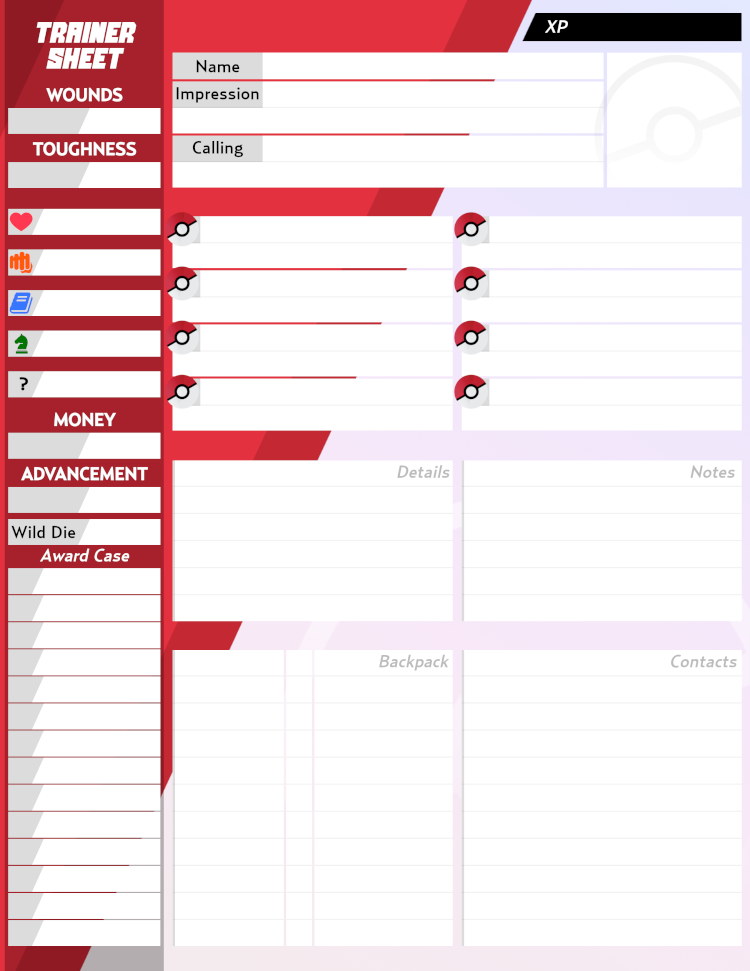 TRAINER
SHEET
XP
WOUNDS
TOUGHNESS
?
MONEY
ADVANCEMENT
Wild Die
Award Case
Name
Impression
Calling
Details
Notes
Backpack
Contacts